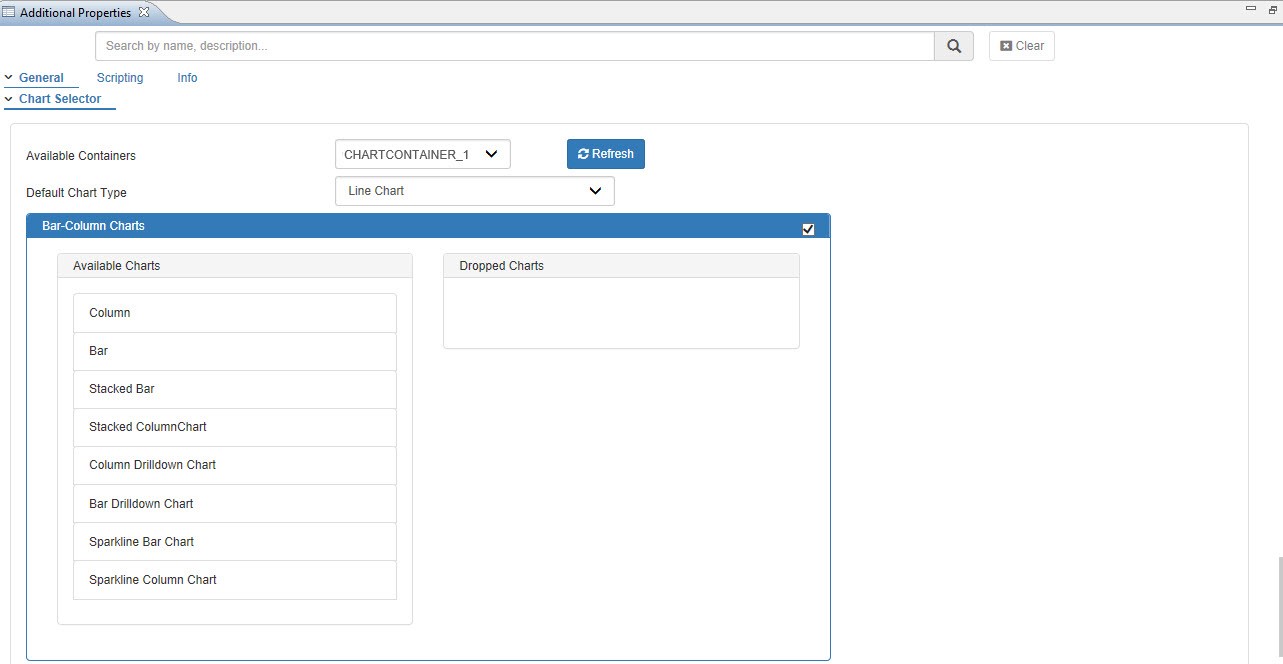 Additional Properties
Search by name, description...
Clear
General Scripting Info
Chart Selector
Available Containers CHARTCONTAINER_1 Refresh
Default Chart Type Line Chart
Bar-Column Charts
Available Charts
Column
Bar
Stacked Bar
Stacked ColumnChart
Column Drilldown Chart
Bar Drilldown Chart
Sparkline Bar Chart
Sparkline Column Chart
Dropped Charts